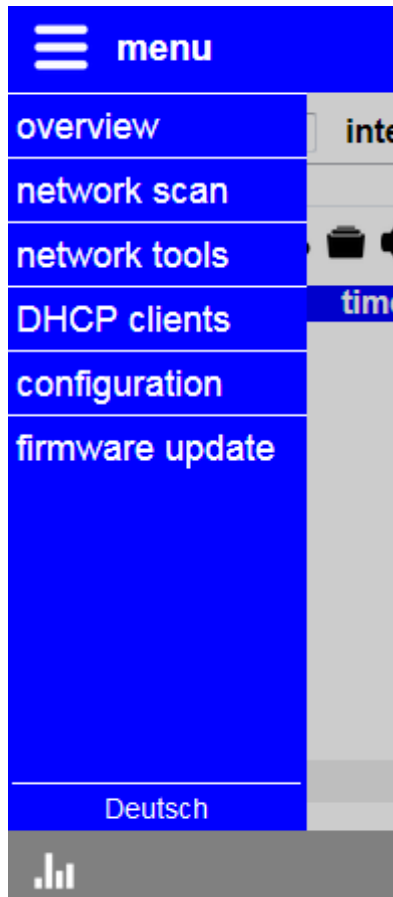 menu
overview
network scan
network tools
DHCP clients
configuration
firmware update
Deutsch